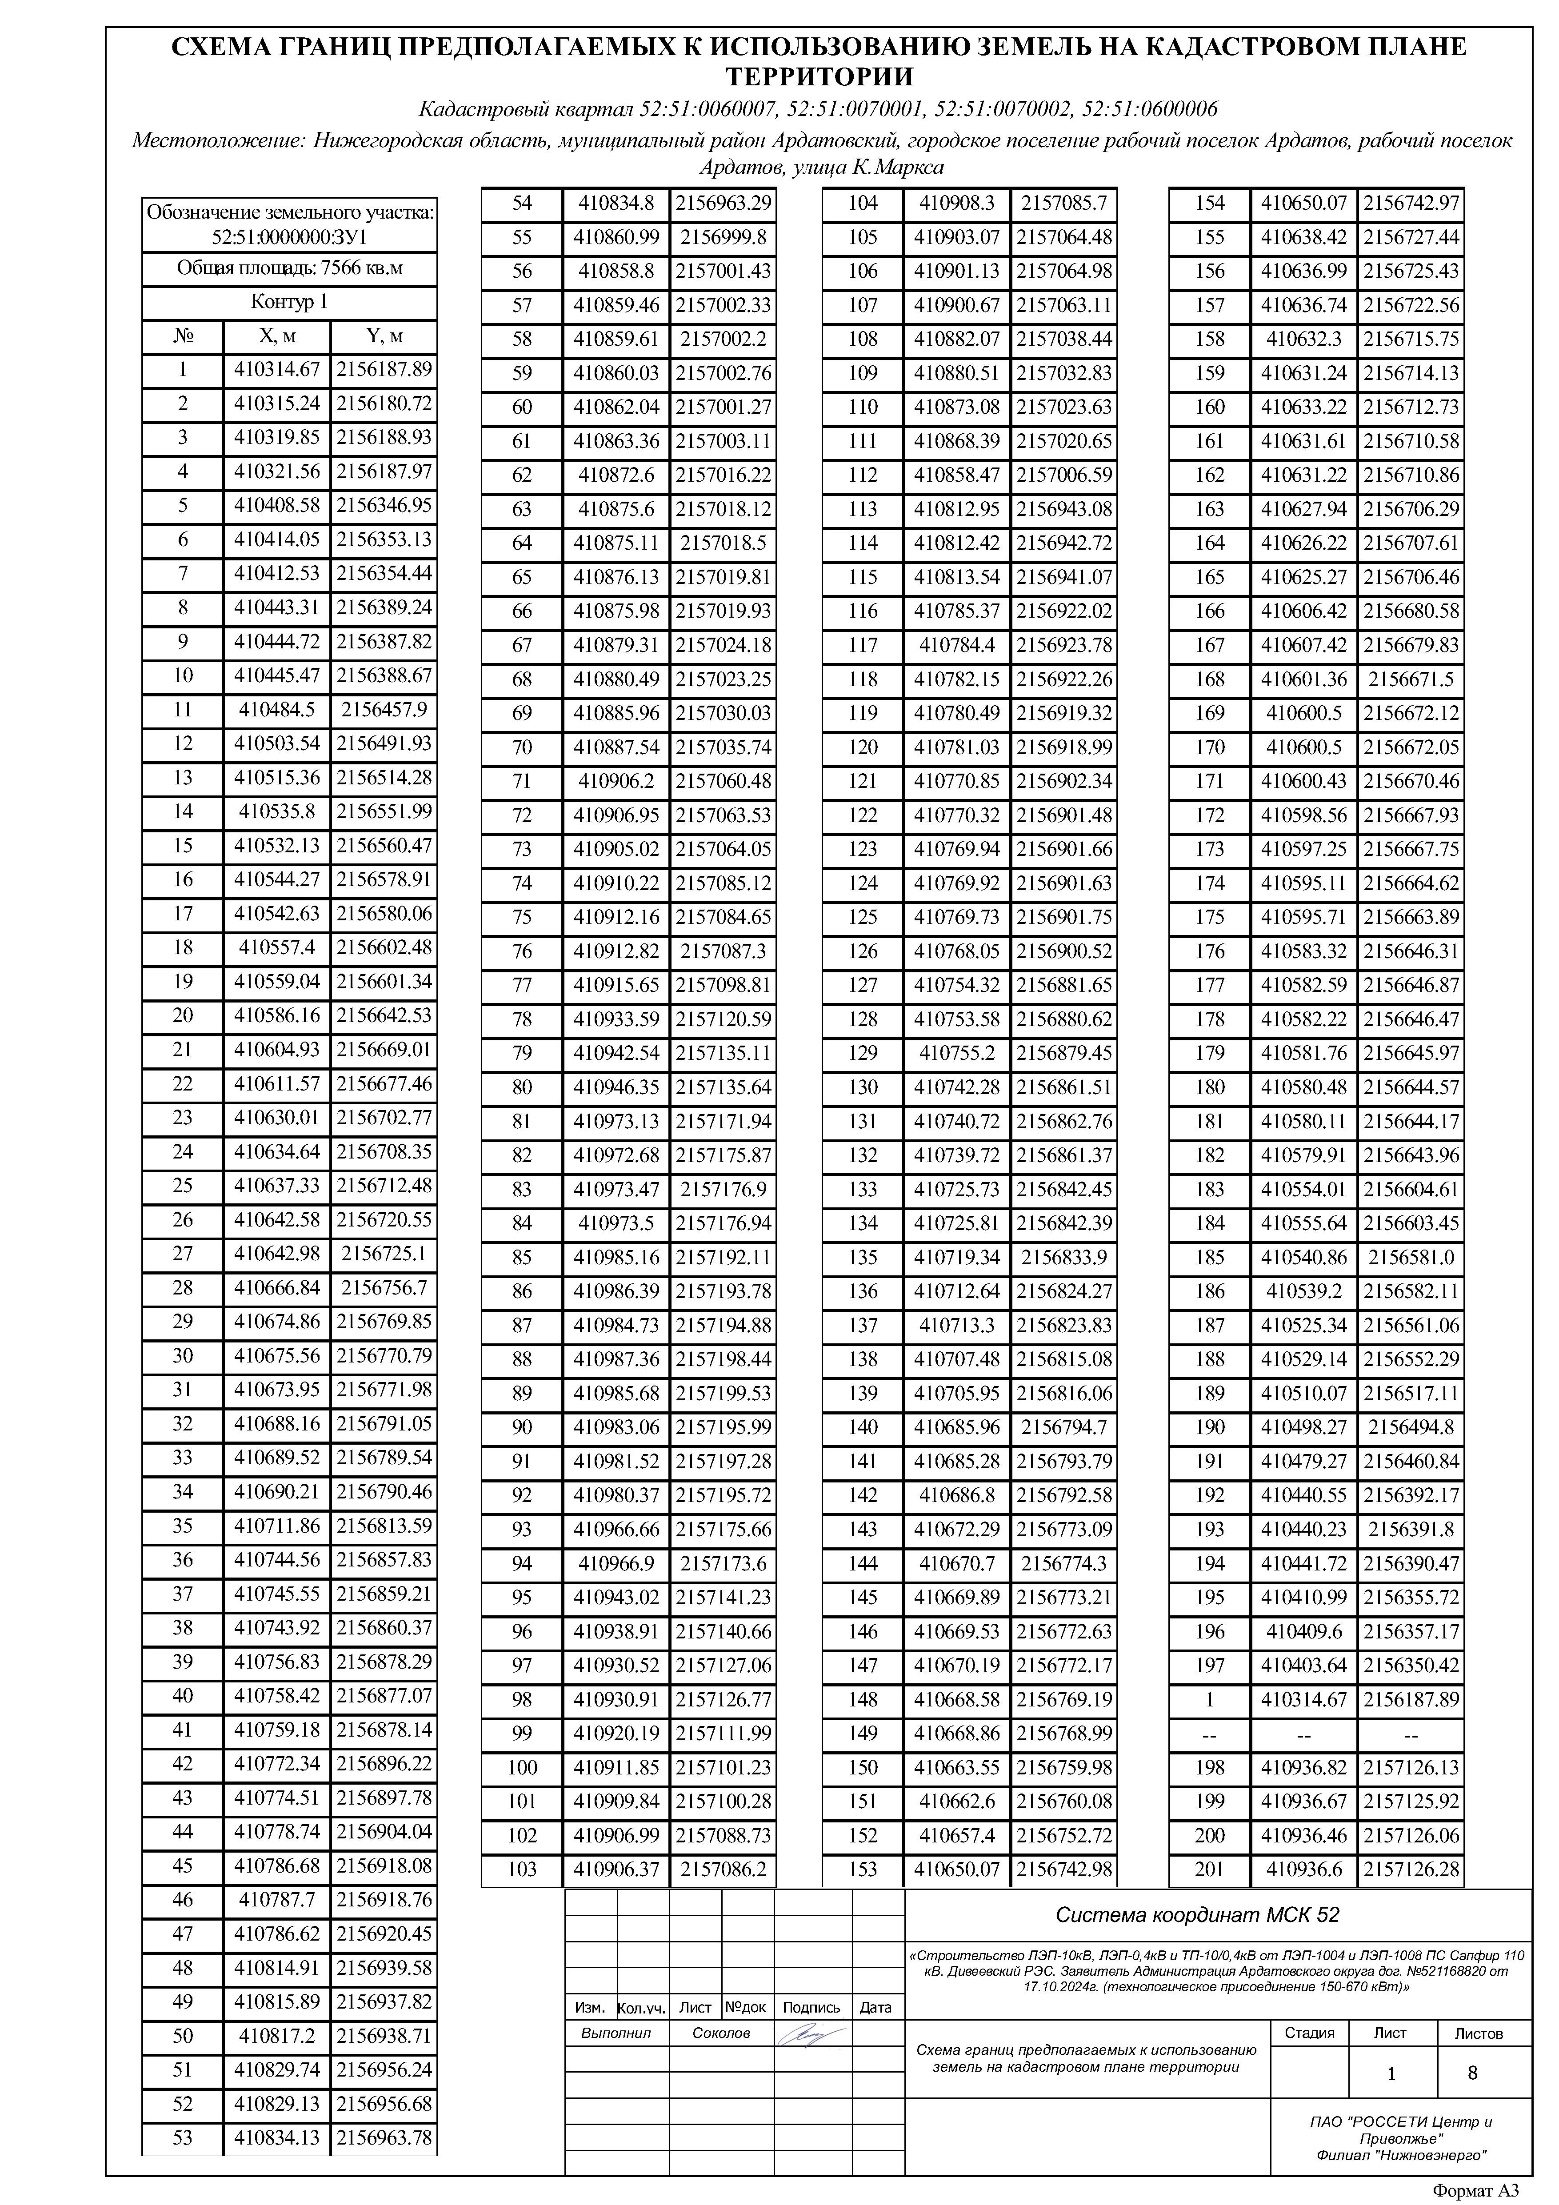 СХЕМА ГРАНИЦ ПРЕДПОЛАГАЕМЫХ К ИСПОЛЬЗОВАНИЮ ЗЕМЕЛЬ НА КАДАСТРОВОМ ПЛАНЕ
ТЕРРИТОРИИ
Кадастровый квартал 52:51:0060007, 52:51:0070001, 52:51:0070002, 52:51:0600006
Местоположение: Нижегородская область, муниципальный район Ардатовский, городское поселение рабочий поселок Ардатов, рабочий поселок
Ардатов, улица К.Маркса
Обозначение земельного участка:
52:51:0000000:ЗУ1
Общая площадь: 7566 кв.м
Контур 1
№ X, м Y, м
1 410314.67 2156187.89
2 410315.24 2156180.72
3 410319.85 2156188.93
4 410321.56 2156187.97
5 410408.58 2156346.95
6 410414.05 2156353.13
7 410412.53 2156354.44
8 410443.31 2156389.24
9 410444.72 2156387.82
10 410445.47 2156388.67
11 410484.5 2156457.9
12 410503.54 2156491.93
13 410515.36 2156514.28
14 410535.8 2156551.99
15 410532.13 2156560.47
16 410544.27 2156578.91
17 410542.63 2156580.06
18 410557.4 2156602.48
19 410559.04 2156601.34
20 410586.16 2156642.53
21 410604.93 2156669.01
22 410611.57 2156677.46
23 410630.01 2156702.77
24 410634.64 2156708.35
25 410637.33 2156712.48
26 410642.58 2156720.55
27 410642.98 2156725.1
28 410666.84 2156756.7
29 410674.86 2156769.85
30 410675.56 2156770.79
31 410673.95 2156771.98
32 410688.16 2156791.05
33 410689.52 2156789.54
34 410690.21 2156790.46
35 410711.86 2156813.59
36 410744.56 2156857.83
37 410745.55 2156859.21
38 410743.92 2156860.37
39 410756.83 2156878.29
40 410758.42 2156877.07
41 410759.18 2156878.14
42 410772.34 2156896.22
43 410774.51 2156897.78
44 410778.74 2156904.04
45 410786.68 2156918.08
46 410787.7 2156918.76
47 410786.62 2156920.45
48 410814.91 2156939.58
49 410815.89 2156937.82
50 410817.2 2156938.71
51 410829.74 2156956.24
52 410829.13 2156956.68
53 410834.13 2156963.78
54 410834.8 2156963.29
55 410860.99 2156999.8
56 410858.8 2157001.43
57 410859.46 2157002.33
58 410859.61 2157002.2
59 410860.03 2157002.76
60 410862.04 2157001.27
61 410863.36 2157003.11
62 410872.6 2157016.22
63 410875.6 2157018.12
64 410875.11 2157018.5
65 410876.13 2157019.81
66 410875.98 2157019.93
67 410879.31 2157024.18
68 410880.49 2157023.25
69 410885.96 2157030.03
70 410887.54 2157035.74
71 410906.2 2157060.48
72 410906.95 2157063.53
73 410905.02 2157064.05
74 410910.22 2157085.12
75 410912.16 2157084.65
76 410912.82 2157087.3
77 410915.65 2157098.81
78 410933.59 2157120.59
79 410942.54 2157135.11
80 410946.35 2157135.64
81 410973.13 2157171.94
82 410972.68 2157175.87
83 410973.47 2157176.9
84 410973.5 2157176.94
85 410985.16 2157192.11
86 410986.39 2157193.78
87 410984.73 2157194.88
88 410987.36 2157198.44
89 410985.68 2157199.53
90 410983.06 2157195.99
91 410981.52 2157197.28
92 410980.37 2157195.72
93 410966.66 2157175.66
94 410966.9 2157173.6
95 410943.02 2157141.23
96 410938.91 2157140.66
97 410930.52 2157127.06
98 410930.91 2157126.77
99 410920.19 2157111.99
100 410911.85 2157101.23
101 410909.84 2157100.28
102 410906.99 2157088.73
103 410906.37 2157086.2
104 410908.3 2157085.7
105 410903.07 2157064.48
106 410901.13 2157064.98
107 410900.67 2157063.11
108 410882.07 2157038.44
109 410880.51 2157032.83
110 410873.08 2157023.63
111 410868.39 2157020.65
112 410858.47 2157006.59
113 410812.95 2156943.08
114 410812.42 2156942.72
115 410813.54 2156941.07
116 410785.37 2156922.02
117 410784.4 2156923.78
118 410782.15 2156922.26
119 410780.49 2156919.32
120 410781.03 2156918.99
121 410770.85 2156902.34
122 410770.32 2156901.48
123 410769.94 2156901.66
124 410769.92 2156901.63
125 410769.73 2156901.75
126 410768.05 2156900.52
127 410754.32 2156881.65
128 410753.58 2156880.62
129 410755.2 2156879.45
130 410742.28 2156861.51
131 410740.72 2156862.76
132 410739.72 2156861.37
133 410725.73 2156842.45
134 410725.81 2156842.39
135 410719.34 2156833.9
136 410712.64 2156824.27
137 410713.3 2156823.83
138 410707.48 2156815.08
139 410705.95 2156816.06
140 410685.96 2156794.7
141 410685.28 2156793.79
142 410686.8 2156792.58
143 410672.29 2156773.09
144 410670.7 2156774.3
145 410669.89 2156773.21
146 410669.53 2156772.63
147 410670.19 2156772.17
148 410668.58 2156769.19
149 410668.86 2156768.99
150 410663.55 2156759.98
151 410662.6 2156760.08
152 410657.4 2156752.72
153 410650.07 2156742.98
154 410650.07 2156742.97
155 410638.42 2156727.44
156 410636.99 2156725.43
157 410636.74 2156722.56
158 410632.3 2156715.75
159 410631.24 2156714.13
160 410633.22 2156712.73
161 410631.61 2156710.58
162 410631.22 2156710.86
163 410627.94 2156706.29
164 410626.22 2156707.61
165 410625.27 2156706.46
166 410606.42 2156680.58
167 410607.42 2156679.83
168 410601.36 2156671.5
169 410600.5 2156672.12
170 410600.5 2156672.05
171 410600.43 2156670.46
172 410598.56 2156667.93
173 410597.25 2156667.75
174 410595.11 2156664.62
175 410595.71 2156663.89
176 410583.32 2156646.31
177 410582.59 2156646.87
178 410582.22 2156646.47
179 410581.76 2156645.97
180 410580.48 2156644.57
181 410580.11 2156644.17
182 410579.91 2156643.96
183 410554.01 2156604.61
184 410555.64 2156603.45
185 410540.86 2156581.0
186 410539.2 2156582.11
187 410525.34 2156561.06
188 410529.14 2156552.29
189 410510.07 2156517.11
190 410498.27 2156494.8
191 410479.27 2156460.84
192 410440.55 2156392.17
193 410440.23 2156391.8
194 410441.72 2156390.47
195 410410.99 2156355.72
196 410409.6 2156357.17
197 410403.64 2156350.42
1 410314.67 2156187.89
-- -- --
198 410936.82 2157126.13
199 410936.67 2157125.92
200 410936.46 2157126.06
201 410936.6 2157126.28
Система координат МСК 52
«Строительство ЛЭП-10кВ, ЛЭП-0,4кВ и ТП-10/0,4кВ от ЛЭП-1004 и ЛЭП-1008 ПС Сапфир 110
кВ. Дивеевский РЭС. Заявитель Администрация Ардатовского округа дог. №521168820 от
17.10.2024г. (технологическое присоединение 150-670 кВт)»
Изм. Кол.уч. Лист №док Подпись Дата
Выполнил Соколов
Схема границ предполагаемых к использованию
земель на кадастровом плане территории
Стадия Лист Листов
1 8
ПАО "РОССЕТИ Центр и
Приволжье"
Филиал "Нижновэнерго"
Формат А3